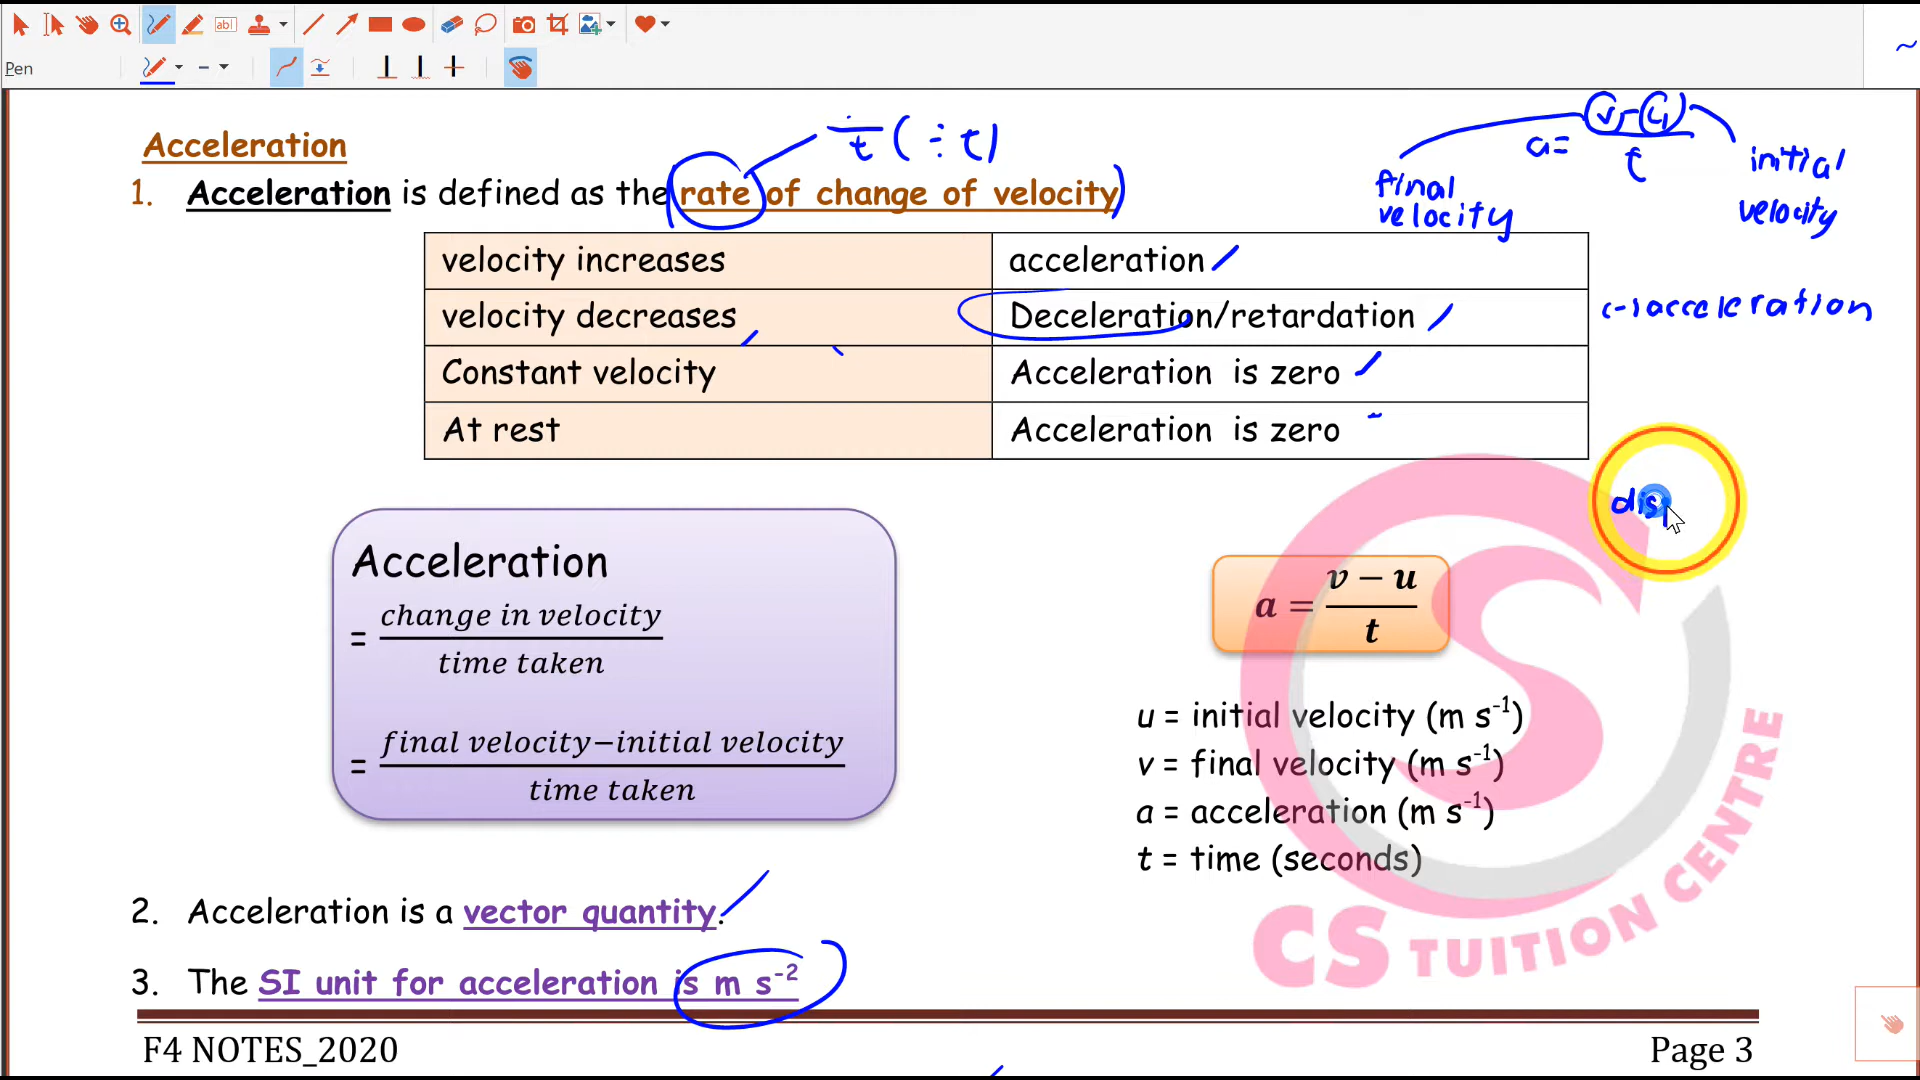 ab|
Pen
Acceleration
t (÷ t)
a= v-u
t
final
velocity
initial
velocity
1. Acceleration is defined as the rate of change of velocity
velocity increases acceleration
velocity decreases Deceleration/retardation
(-) acceleration
Constant velocity Acceleration is zero
At rest Acceleration is zero
disp
Acceleration
= change in velocity
time taken
= final velocity−initial velocity
time taken
a = v − u
t
u = initial velocity (m s⁻¹)
v = final velocity (m s⁻¹)
a = acceleration (m s⁻¹)
t = time (seconds)
CS TUITION CENTRE
2. Acceleration is a vector quantity.
3. The SI unit for acceleration is m s⁻²
F4 NOTES_2020 Page 3